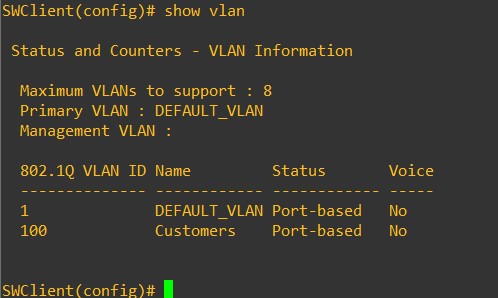 SWClient(config)# show vlan
Status and Counters - VLAN Information
Maximum VLANs to support : 8
Primary VLAN : DEFAULT_VLAN
Management VLAN :
802.1Q VLAN ID Name Status Voice
-------------- ------------ ------------ -----
1 DEFAULT_VLAN Port-based No
100 Customers Port-based No
SWClient(config)#